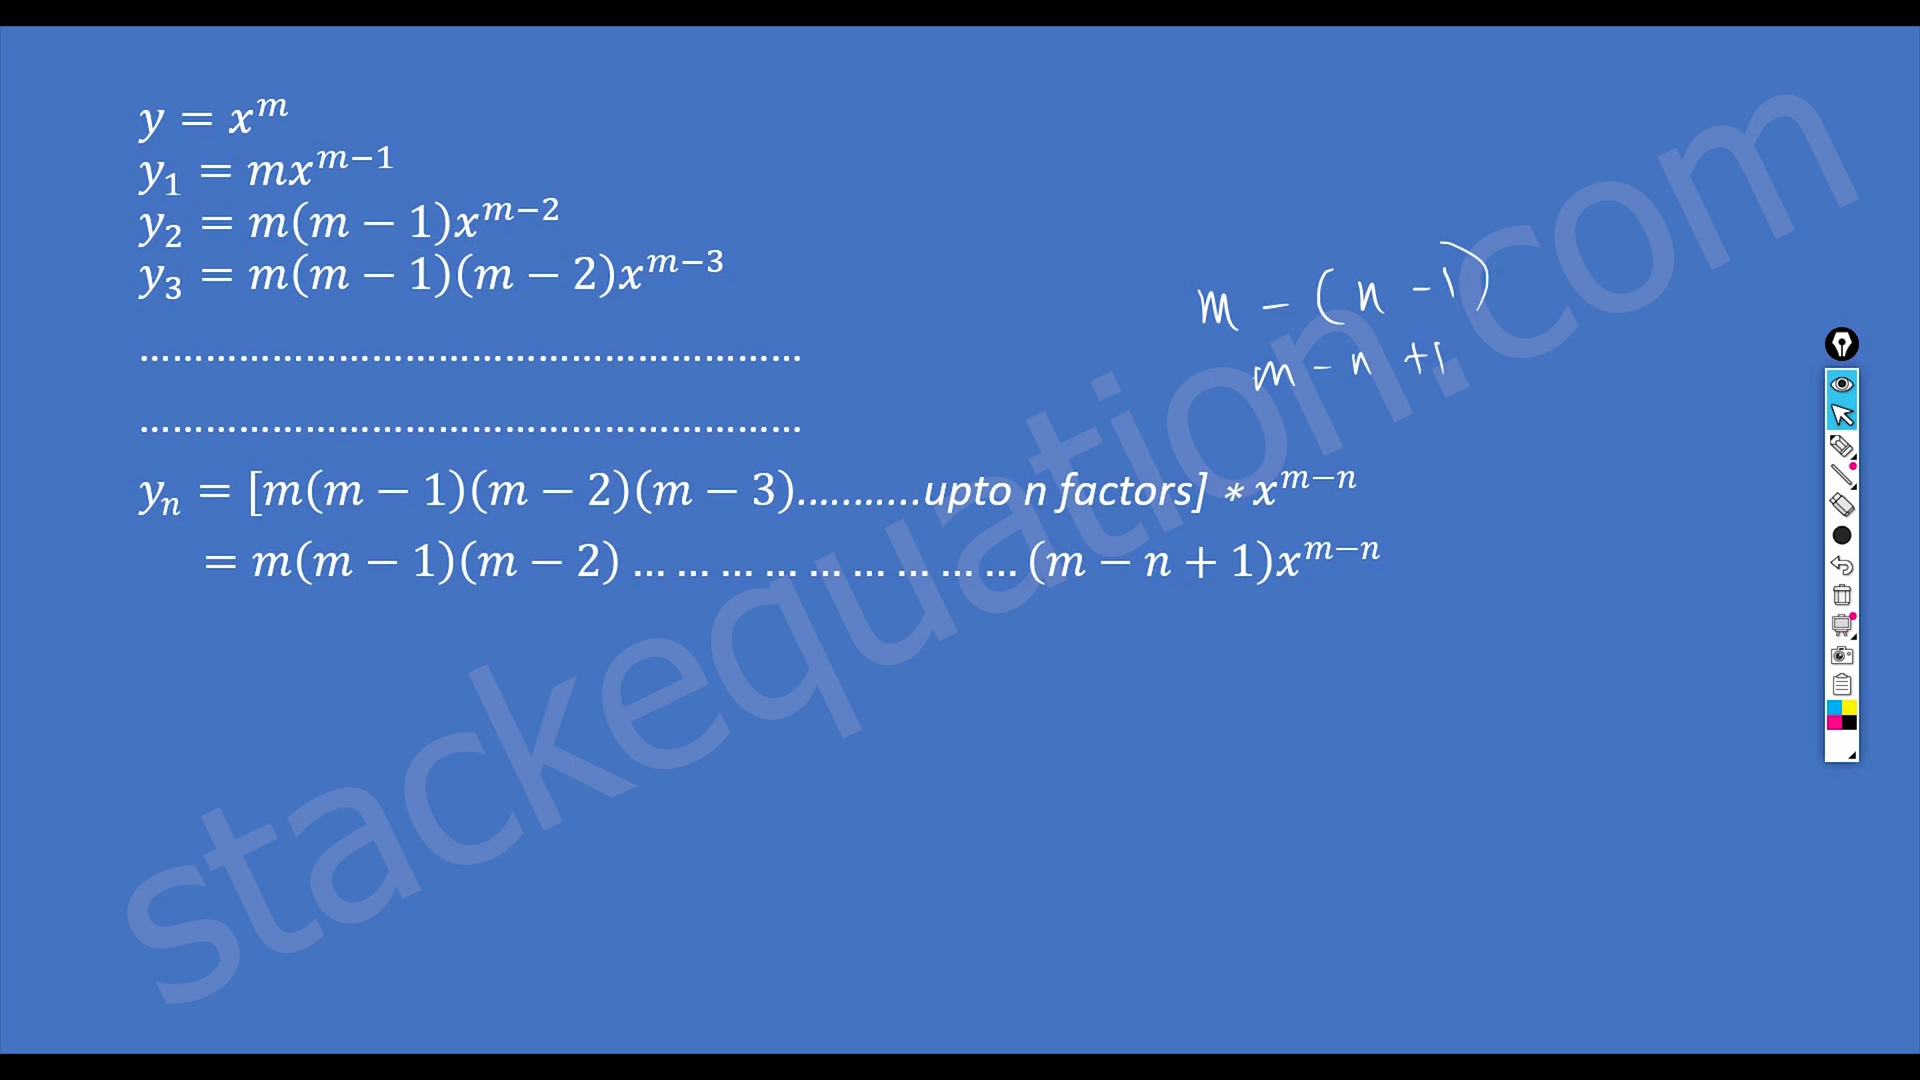 y = x^m
y_1 = mx^{m−1}
y_2 = m(m − 1)x^{m−2}
y_3 = m(m − 1)(m − 2)x^{m−3}
m − (n − 1)
m − n + 1
............................................................
............................................................
y_n = [m(m − 1)(m − 2)(m − 3)...........upto n factors] ∗ x^{m−n}
= m(m − 1)(m − 2) ... ... ... ... ... ... ... ... ... (m − n + 1)x^{m−n}
stackequation.com